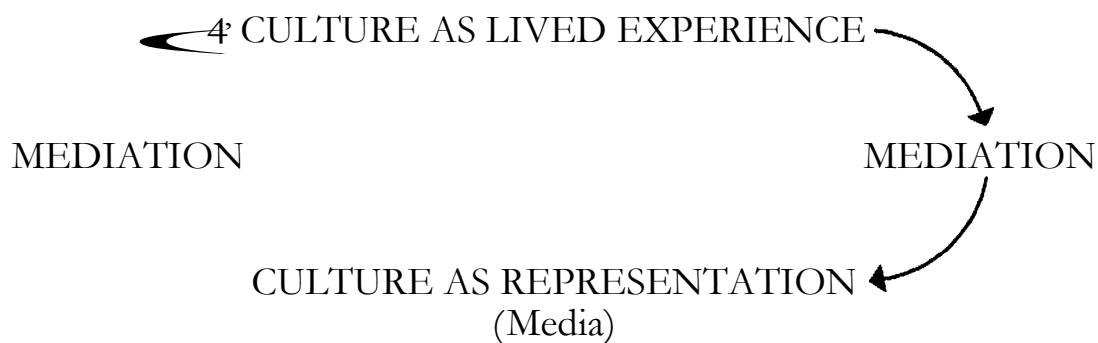 4’ CULTURE AS LIVED EXPERIENCE
MEDIATION
MEDIATION
CULTURE AS REPRESENTATION
(Media)